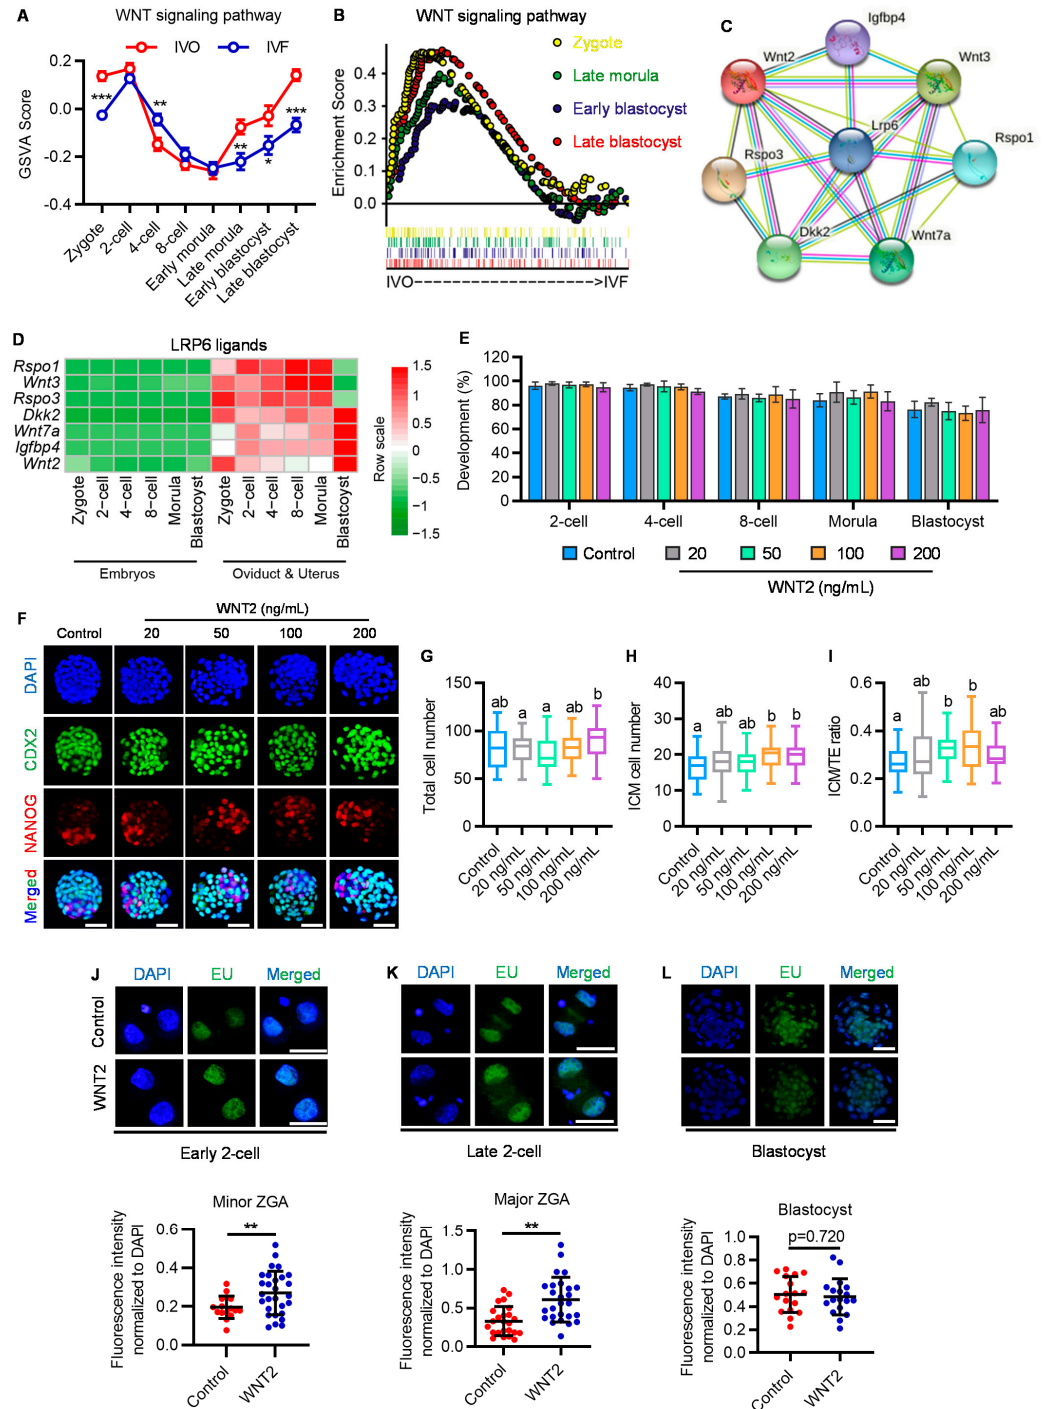 A
WNT signaling pathway
IVO
IVF
GSVA Score
0.2
0.0
-0.2
-0.4
***
**
**
*
***
Zygote
2-cell
4-cell
8-cell
Early morula
Late morula
Early blastocyst
Late blastocyst
B
WNT signaling pathway
Enrichment Score
0.4
0.3
0.2
0.1
0.0
Zygote
Late morula
Early blastocyst
Late blastocyst
IVO---------------------->IVF
C
Igfbp4
Wnt2
Wnt3
Lrp6
Rspo1
Rspo3
Dkk2
Wnt7a
D
LRP6 ligands
Rspo1
Wnt3
Rspo3
Dkk2
Wnt7a
Igfbp4
Wnt2
Zygote
2-cell
4-cell
8-cell
Morula
Blastocyst
Zygote
2-cell
4-cell
8-cell
Morula
Blastcoyst
Embryos
Oviduct & Uterus
Row scale
1.5
1
0.5
0
-0.5
-1
-1.5
E
Development (%)
120
100
80
60
40
20
0
2-cell
4-cell
8-cell
Morula
Blastocyst
Control
20
50
100
200
WNT2 (ng/mL)
F
WNT2 (ng/mL)
Control
20
50
100
200
DAPI
CDX2
NANOG
Merged
G
Total cell number
150
100
50
0
ab
a
a
ab
b
Control
20 ng/mL
50 ng/mL
100 ng/mL
200 ng/mL
H
ICM cell number
40
30
20
10
0
a
ab
ab
b
b
Control
20 ng/mL
50 ng/mL
100 ng/mL
200 ng/mL
I
ICM/TE ratio
0.6
0.4
0.2
0.0
a
ab
b
b
ab
Control
20 ng/mL
50 ng/mL
100 ng/mL
200 ng/mL
J
DAPI
EU
Merged
Control
WNT2
Early 2-cell
Minor ZGA
Fluorescence intensity
normalized to DAPI
0.6
0.4
0.2
0.0
**
Control
WNT2
K
DAPI
EU
Merged
Late 2-cell
Major ZGA
Fluorescence intensity
normalized to DAPI
1.5
1.0
0.5
0.0
**
Control
WNT2
L
DAPI
EU
Merged
Blastocyst
Blastocyst
Fluorescence intensity
normalized to DAPI
1.0
0.8
0.6
0.4
0.2
0.0
p=0.720
Control
WNT2